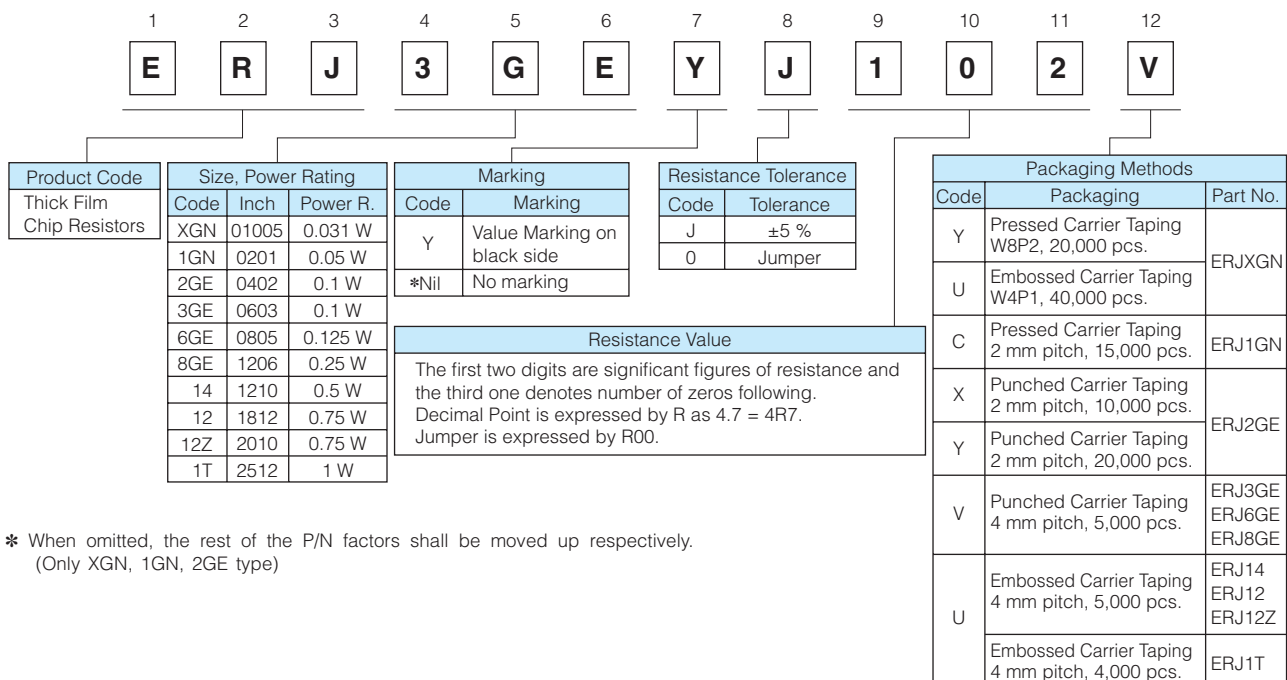 1 2 3 4 5 6 7 8 9 10 11 12
E R J 3 G E Y J 1 0 2 V
Product Code
Thick Film
Chip Resistors
Size, Power Rating
Code Inch Power R.
XGN 01005 0.031 W
1GN 0201 0.05 W
2GE 0402 0.1 W
3GE 0603 0.1 W
6GE 0805 0.125 W
8GE 1206 0.25 W
14 1210 0.5 W
12 1812 0.75 W
12Z 2010 0.75 W
1T 2512 1 W
Marking
Code Marking
Y Value Marking on
black side
✻Nil No marking
Resistance Tolerance
Code Tolerance
J ±5 %
0 Jumper
Resistance Value
The first two digits are significant figures of resistance and
the third one denotes number of zeros following.
Decimal Point is expressed by R as 4.7 = 4R7.
Jumper is expressed by R00.
Packaging Methods
Code Packaging Part No.
Y Pressed Carrier Taping
W8P2, 20,000 pcs.
ERJXGN
U Embossed Carrier Taping
W4P1, 40,000 pcs.
C Pressed Carrier Taping
2 mm pitch, 15,000 pcs.
ERJ1GN
X Punched Carrier Taping
2 mm pitch, 10,000 pcs.
ERJ2GE
Y Punched Carrier Taping
2 mm pitch, 20,000 pcs.
V Punched Carrier Taping
4 mm pitch, 5,000 pcs.
ERJ3GE
ERJ6GE
ERJ8GE
U Embossed Carrier Taping
4 mm pitch, 5,000 pcs.
ERJ14
ERJ12
ERJ12Z
Embossed Carrier Taping
4 mm pitch, 4,000 pcs.
ERJ1T
✻ When omitted, the rest of the P/N factors shall be moved up respectively.
(Only XGN, 1GN, 2GE type)